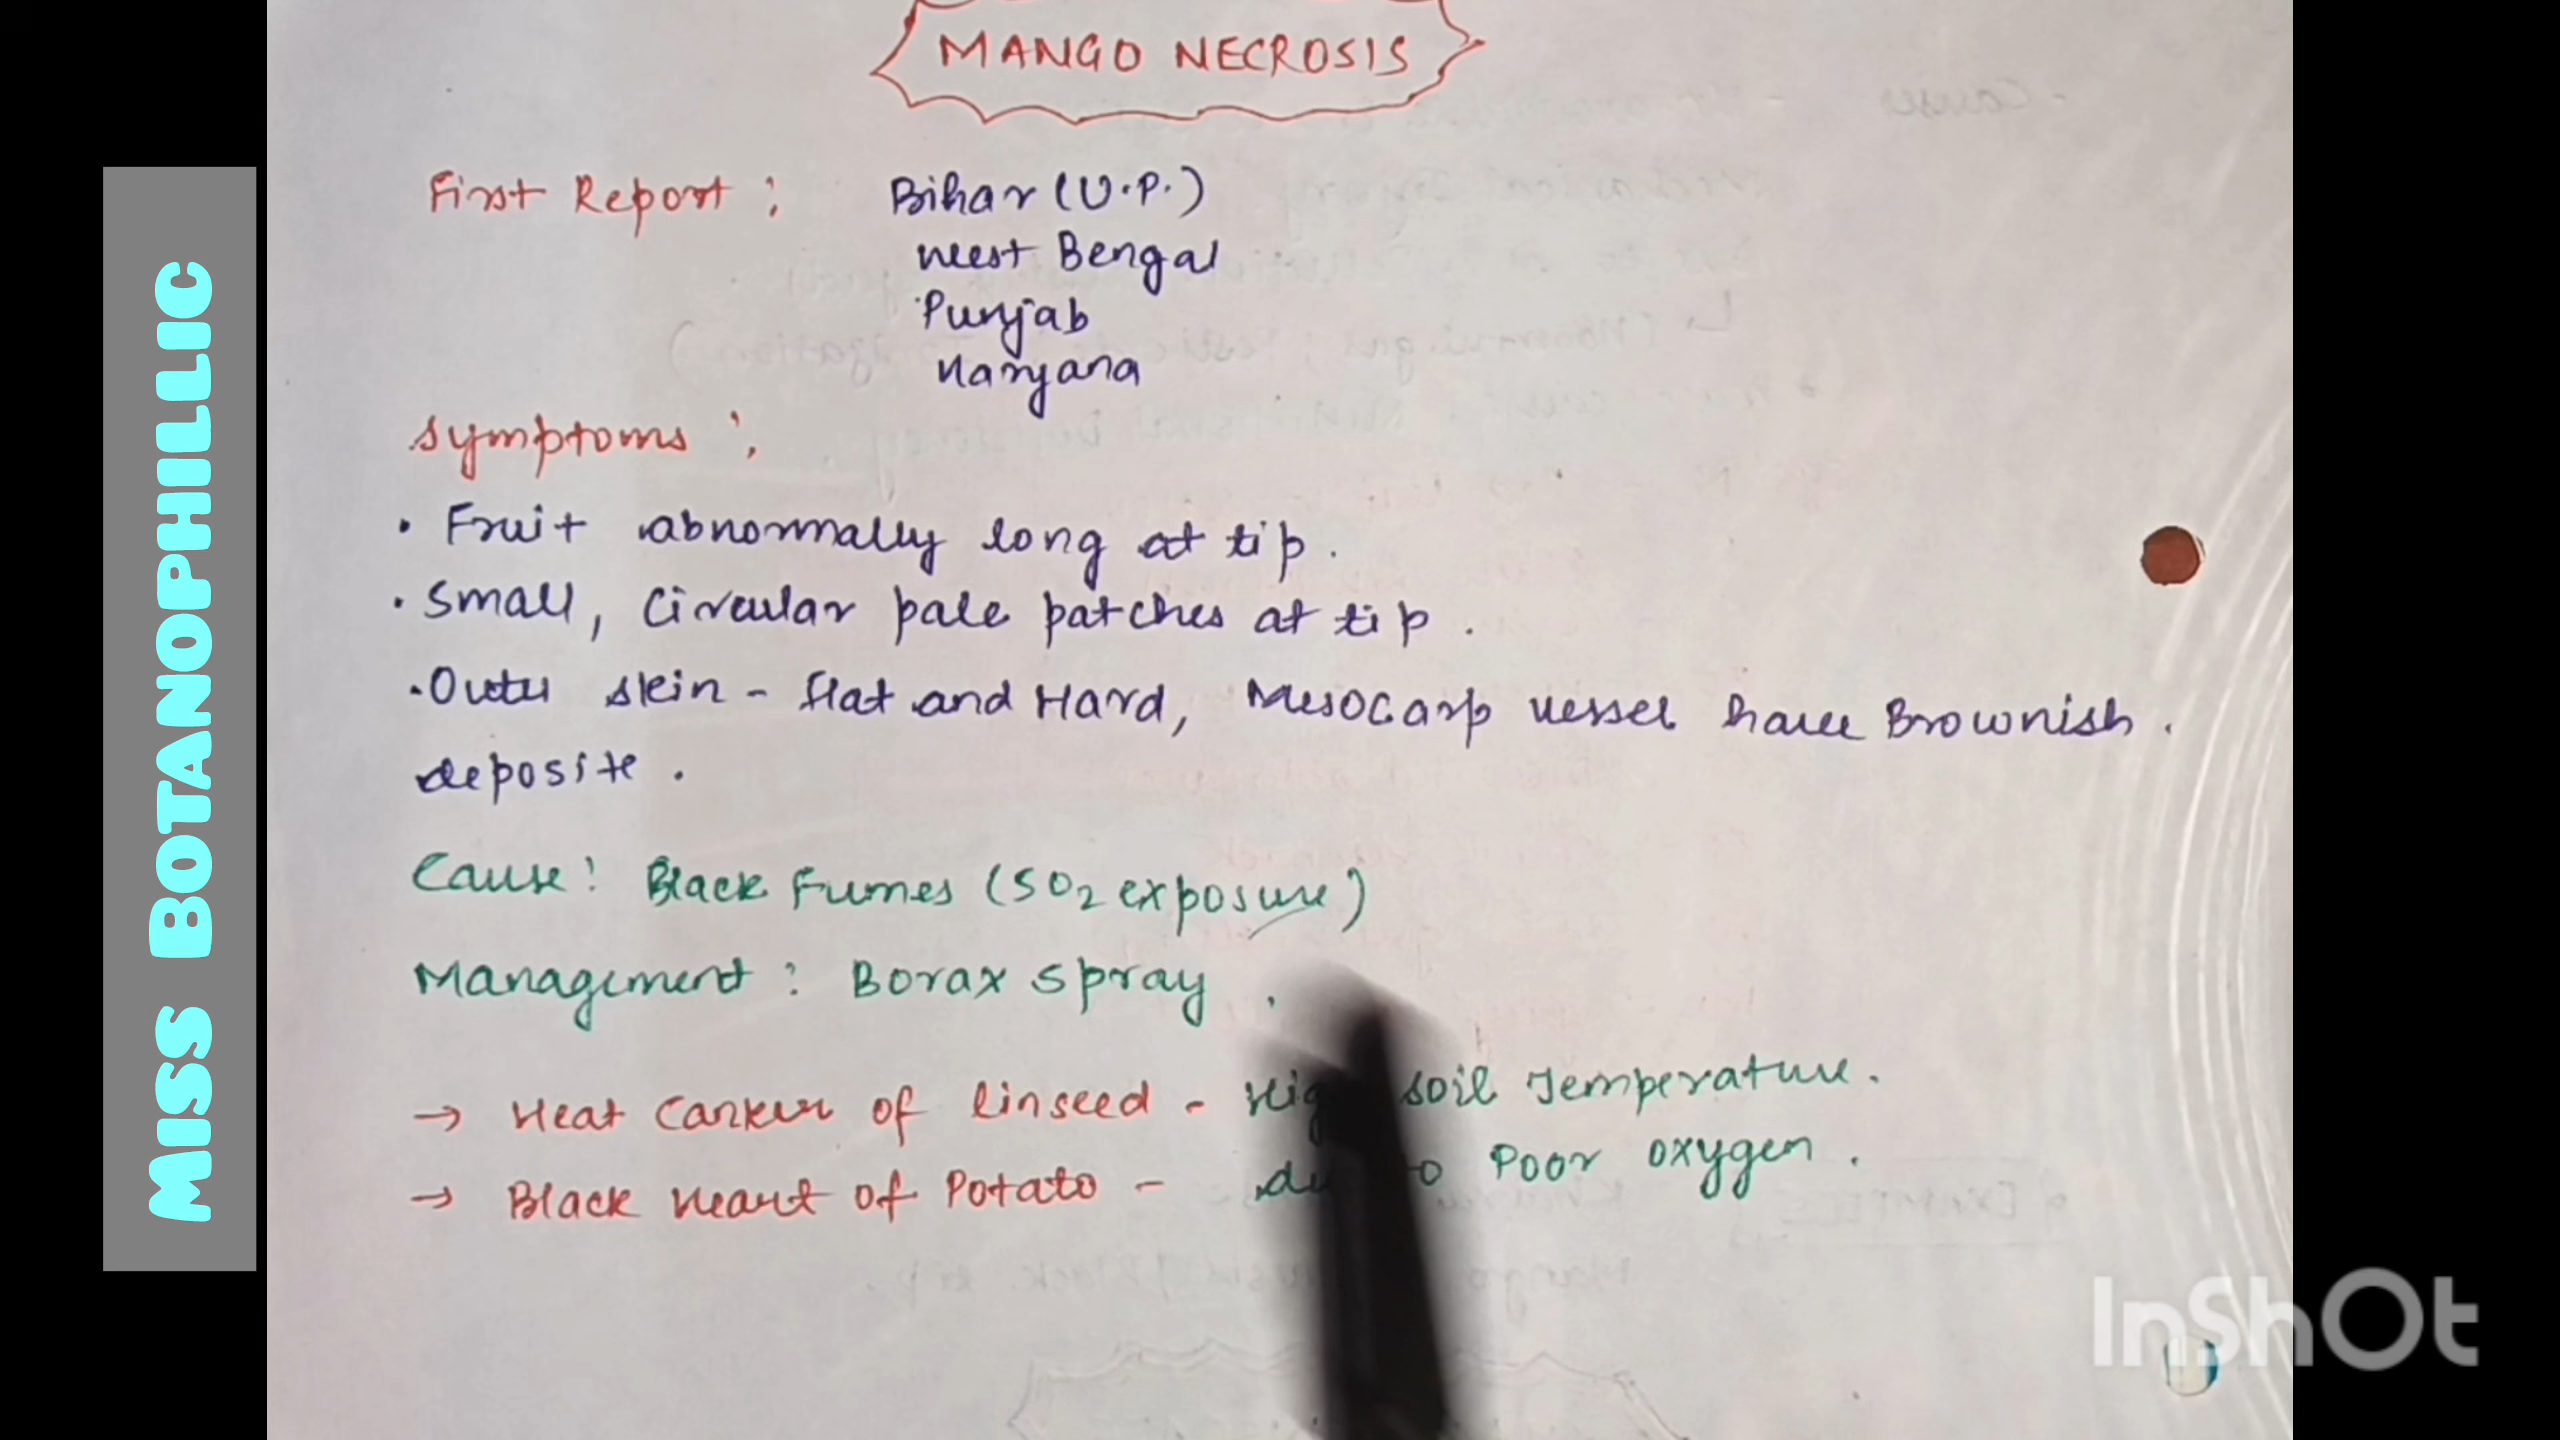 MANGO NECROSIS
First Report : Bihar (U.P.)
West Bengal
Punjab
Haryana
Symptoms :
• Fruit abnormally long at tip.
• Small, Circular pale patches at tip.
• Outer skin - flat and Hard, Mesocarp vessel have Brownish.
deposite.
Cause : Black Fumes (SO2 exposure)
Management : Borax Spray.
→ Heat Canker of linseed - soil Temperature.
→ Black Heart of Potato - Poor oxygen.
MISS BOTANOPHILLIC
InShOt